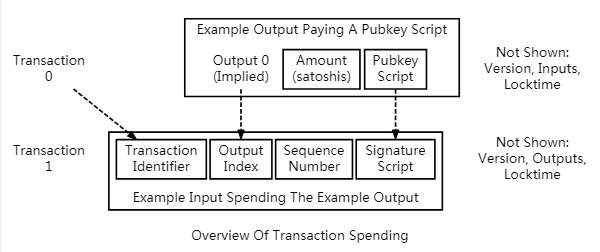 Example Output Paying A Pubkey Script
Transaction
0
Output 0
(Implied)
Amount
(satoshis)
Pubkey
Script
Not Shown:
Version, Inputs,
Locktime
Transaction
1
Transaction
Identifier
Output
Index
Sequence
Number
Signature
Script
Example Input Spending The Example Output
Not Shown:
Version, Outputs,
Locktime
Overview Of Transaction Spending